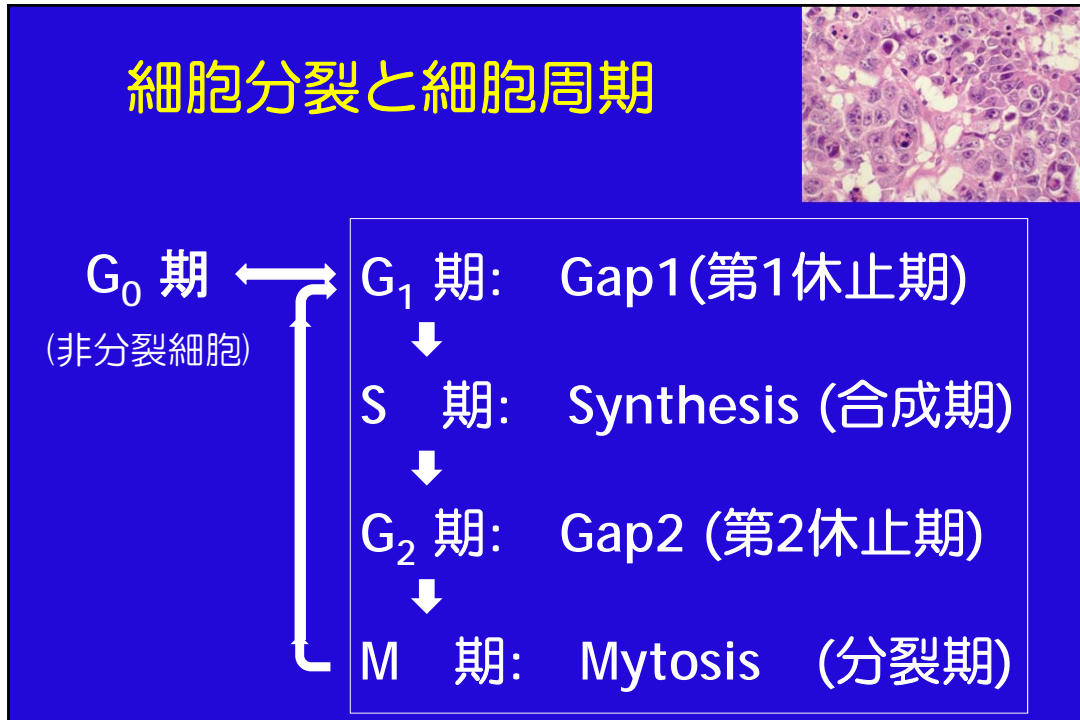 細胞分裂と細胞周期
G₀ 期
(非分裂細胞)
G₁ 期: Gap1(第1休止期)
S 期: Synthesis (合成期)
G₂ 期: Gap2 (第2休止期)
M 期: Mytosis (分裂期)